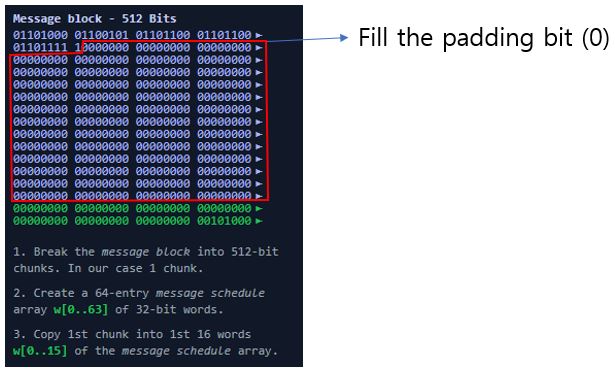 Message block - 512 Bits
01101000 01100101 01101100 01101100 ►
01101111 10000000 00000000 00000000 ►
00000000 00000000 00000000 00000000 ►
00000000 00000000 00000000 00000000 ►
00000000 00000000 00000000 00000000 ►
00000000 00000000 00000000 00000000 ►
00000000 00000000 00000000 00000000 ►
00000000 00000000 00000000 00000000 ►
00000000 00000000 00000000 00000000 ►
00000000 00000000 00000000 00000000 ►
00000000 00000000 00000000 00000000 ►
00000000 00000000 00000000 00000000 ►
00000000 00000000 00000000 00000000 ►
00000000 00000000 00000000 00000000 ►
00000000 00000000 00000000 00000000 ►
00000000 00000000 00000000 00101000 ►
Fill the padding bit (0)
1. Break the message block into 512-bit
chunks. In our case 1 chunk.
2. Create a 64-entry message schedule
array w[0..63] of 32-bit words.
3. Copy 1st chunk into 1st 16 words
w[0..15] of the message schedule array.